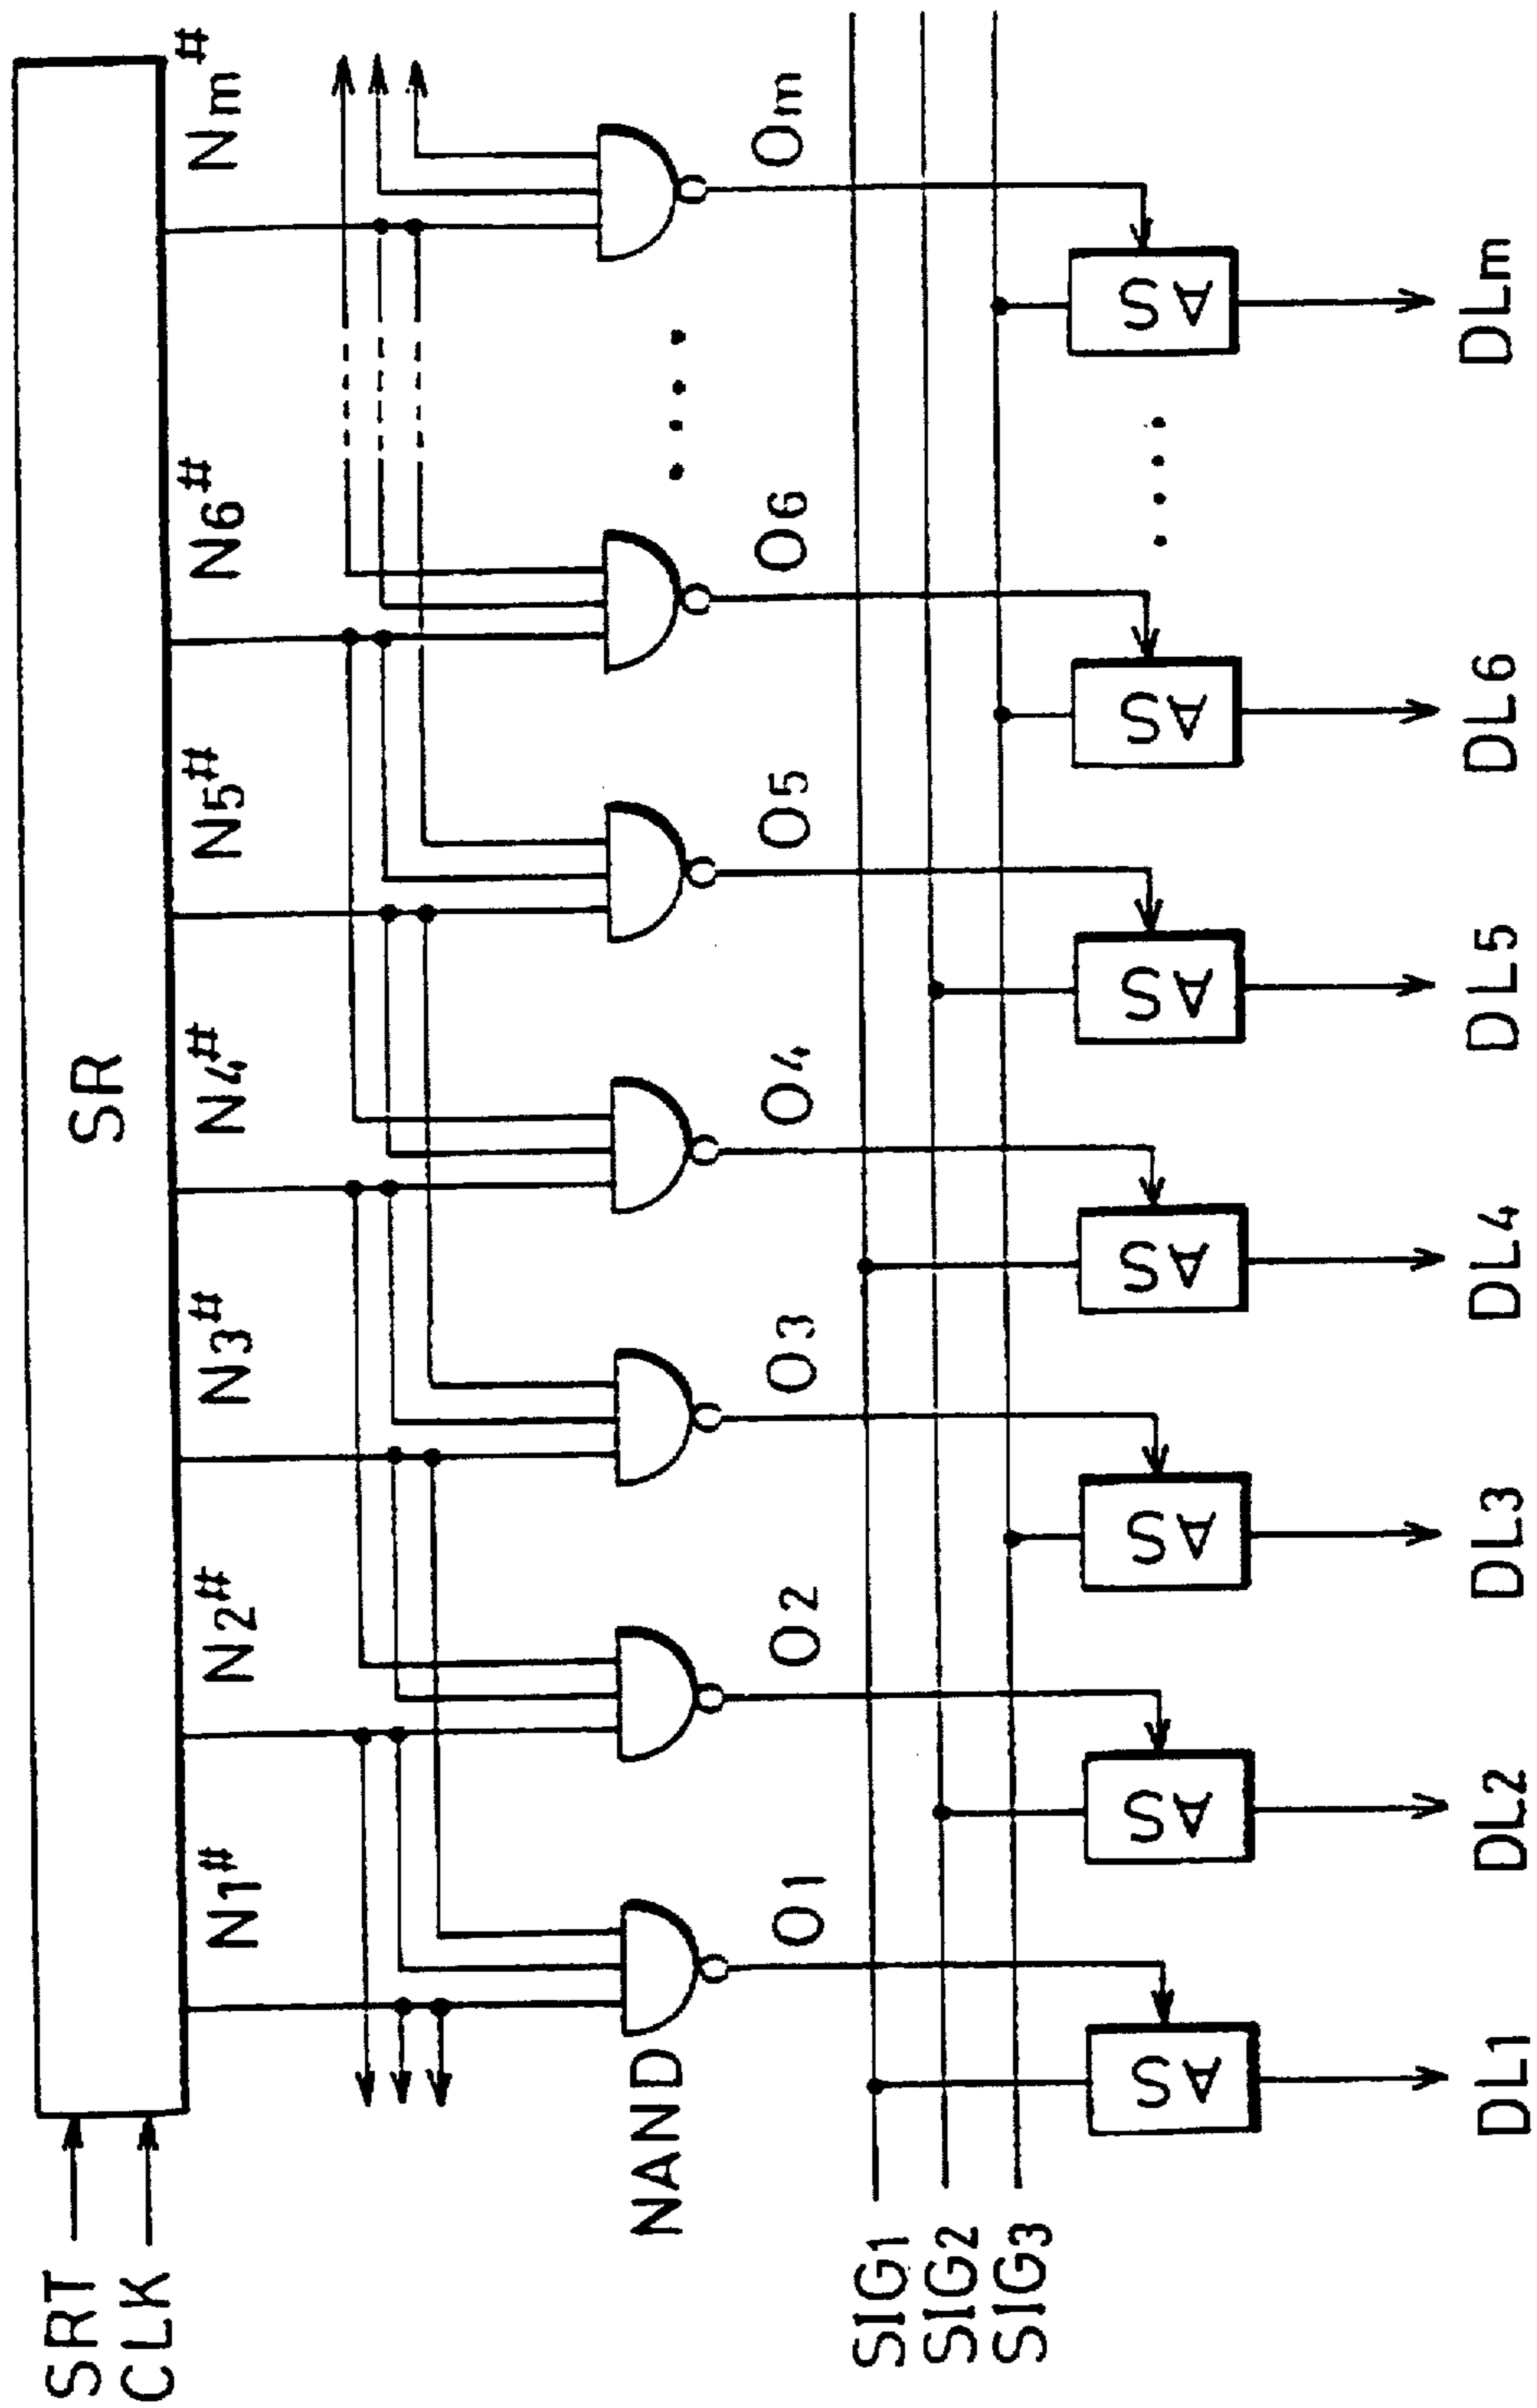 SRT
CLK
SR
N1# N2# N3# N4# N5# N6# Nm#
NAND
O1 O2 O3 O4 O5 O6 Om
SIG1
SIG2
SIG3
AS AS AS AS AS AS AS
DL1 DL2 DL3 DL4 DL5 DL6 DLm